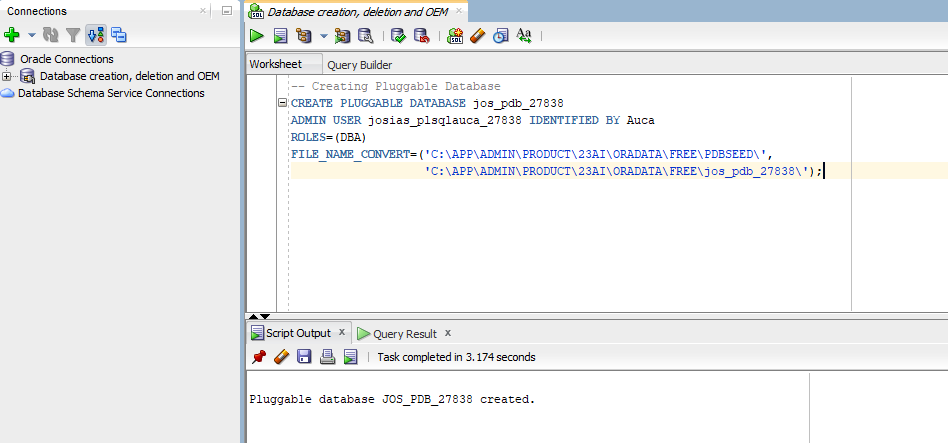 Connections
Database creation, deletion and OEM
Oracle Connections
Database creation, deletion and OEM
Database Schema Service Connections
SQL
Aa
Worksheet
Query Builder
-- Creating Pluggable Database
CREATE PLUGGABLE DATABASE jos_pdb_27838
ADMIN USER josias_plsqlauca_27838 IDENTIFIED BY Auca
ROLES=(DBA)
FILE_NAME_CONVERT=('C:\APP\ADMIN\PRODUCT\23AI\ORADATA\FREE\PDBSEED\',
'C:\APP\ADMIN\PRODUCT\23AI\ORADATA\FREE\jos_pdb_27838\');
Script Output x
Query Result x
Task completed in 3.174 seconds
Pluggable database JOS_PDB_27838 created.